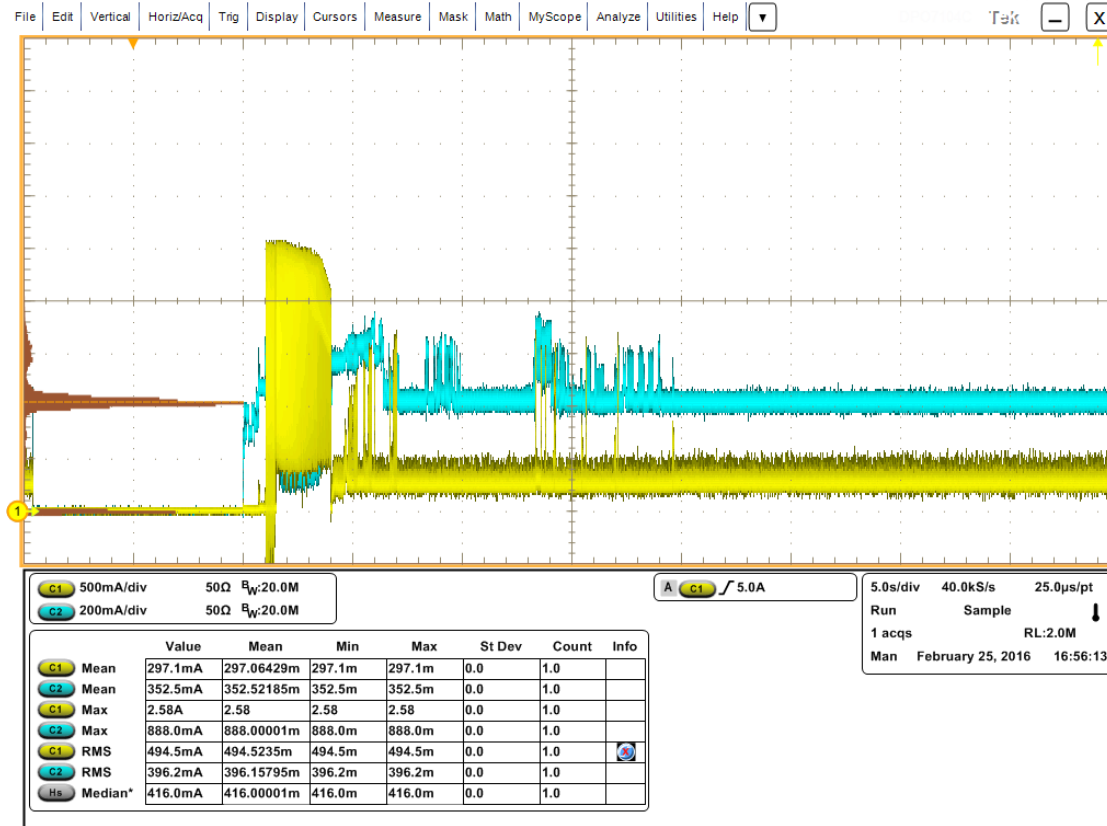 File Edit Vertical Horiz/Acq Trig Display Cursors Measure Mask Math MyScope Analyze Utilities Help Tek X
1
C1 500mA/div 50Ω BW:20.0M
C2 200mA/div 50Ω BW:20.0M
A C1 5.0A
5.0s/div 40.0kS/s 25.0µs/pt
Run Sample
1 acqs RL:2.0M
Man February 25, 2016 16:56:13
Value Mean Min Max St Dev Count Info
C1 Mean 297.1mA 297.06429m 297.1m 297.1m 0.0 1.0
C2 Mean 352.5mA 352.52185m 352.5m 352.5m 0.0 1.0
C1 Max 2.58A 2.58 2.58 2.58 0.0 1.0
C2 Max 888.0mA 888.00001m 888.0m 888.0m 0.0 1.0
C1 RMS 494.5mA 494.5235m 494.5m 494.5m 0.0 1.0
C2 RMS 396.2mA 396.15795m 396.2m 396.2m 0.0 1.0
Hs Median* 416.0mA 416.00001m 416.0m 416.0m 0.0 1.0